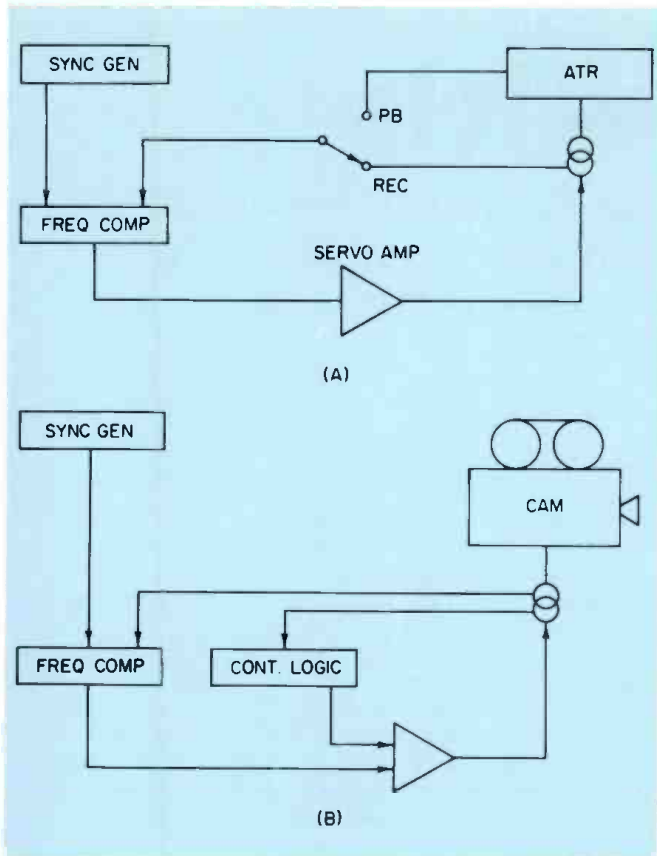 SYNC GEN
ATR
PB
REC
FREQ COMP
SERVO AMP
(A)
SYNC GEN
CAM
FREQ COMP
CONT. LOGIC
(B)